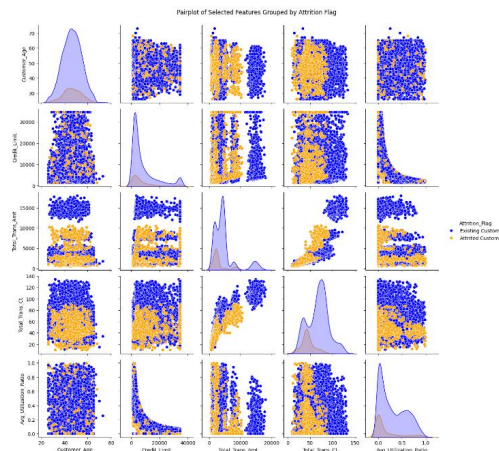 Pairplot of Selected Features Grouped by Attrition Flag
Customer_Age
70
60
50
40
30
Credit_Limit
30000
20000
10000
0
Total_Trans_Amt
15000
10000
5000
0
Total_Trans_Ct
140
120
100
80
60
40
20
Avg_Utilization_Ratio
1.0
0.8
0.6
0.4
0.2
0.0
20 40 60 80
0 20000 40000
0 10000 20000
0 50 100 150
0.0 0.5 1.0
Customer_Age
Credit_Limit
Total_Trans_Amt
Total_Trans_Ct
Avg_Utilization_Ratio
Attrition_Flag
Existing Custom
Attrited Custom